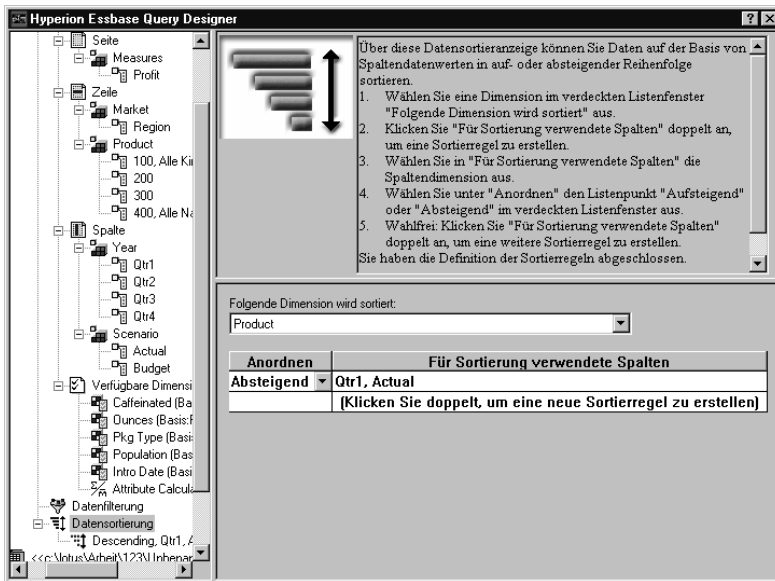 Hyperion Essbase Query Designer
Seite
Measures
Profit
Zeile
Market
Region
Product
100, Alle Ki
200
300
400, Alle Na
Spalte
Year
Qtr1
Qtr2
Qtr3
Qtr4
Scenario
Actual
Budget
Verfügbare Dimensi
Caffeinated (Ba
Ounces (Basis:F
Pkg Type (Basi:
Population (Bas
Intro Date (Basi
Attribute Calcula
Datenfilterung
Datensortierung
Descending, Qtr1, A
<<c:\lotus\Arbeit\123\Unbenar
Über diese Datensortieranzeige können Sie Daten auf der Basis von
Spaltendatenwerten in auf- oder absteigender Reihenfolge
sortieren.
1. Wählen Sie eine Dimension im verdeckten Listenfenster
"Folgende Dimension wird sortiert" aus.
2. Klicken Sie "Für Sortierung verwendete Spalten" doppelt an,
um eine Sortierregel zu erstellen.
3. Wählen Sie in "Für Sortierung verwendete Spalten" die
Spaltendimension aus.
4. Wählen Sie unter "Anordnen" den Listenpunkt "Aufsteigend"
oder "Absteigend" im verdeckten Listenfenster aus.
5. Wahlfrei: Klicken Sie "Für Sortierung verwendete Spalten"
doppelt an, um eine weitere Sortierregel zu erstellen.
Sie haben die Definition der Sortierregeln abgeschlossen.
Folgende Dimension wird sortiert:
Product
Anordnen Für Sortierung verwendete Spalten
Absteigend Qtr1, Actual
(Klicken Sie doppelt, um eine neue Sortierregel zu erstellen)